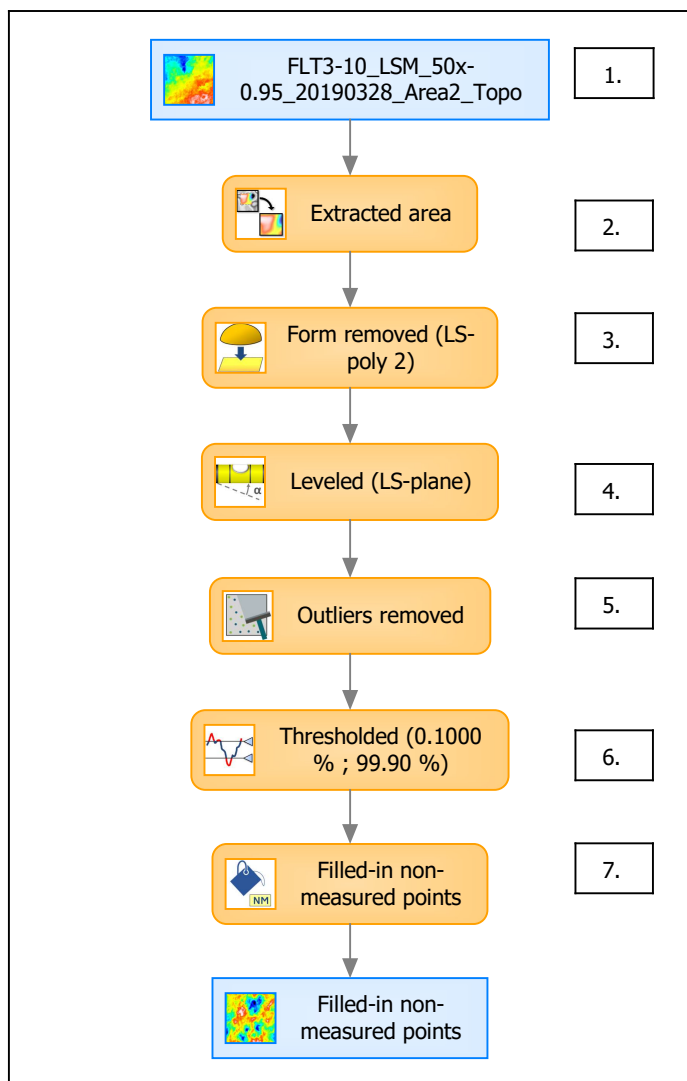 FLT3-10_LSM_50x-
0.95_20190328_Area2_Topo
1.
Extracted area
2.
Form removed (LS-
poly 2)
3.
α
Leveled (LS-plane)
4.
Outliers removed
5.
Thresholded (0.1000
% ; 99.90 %)
6.
NM
Filled-in non-
measured points
7.
Filled-in non-
measured points